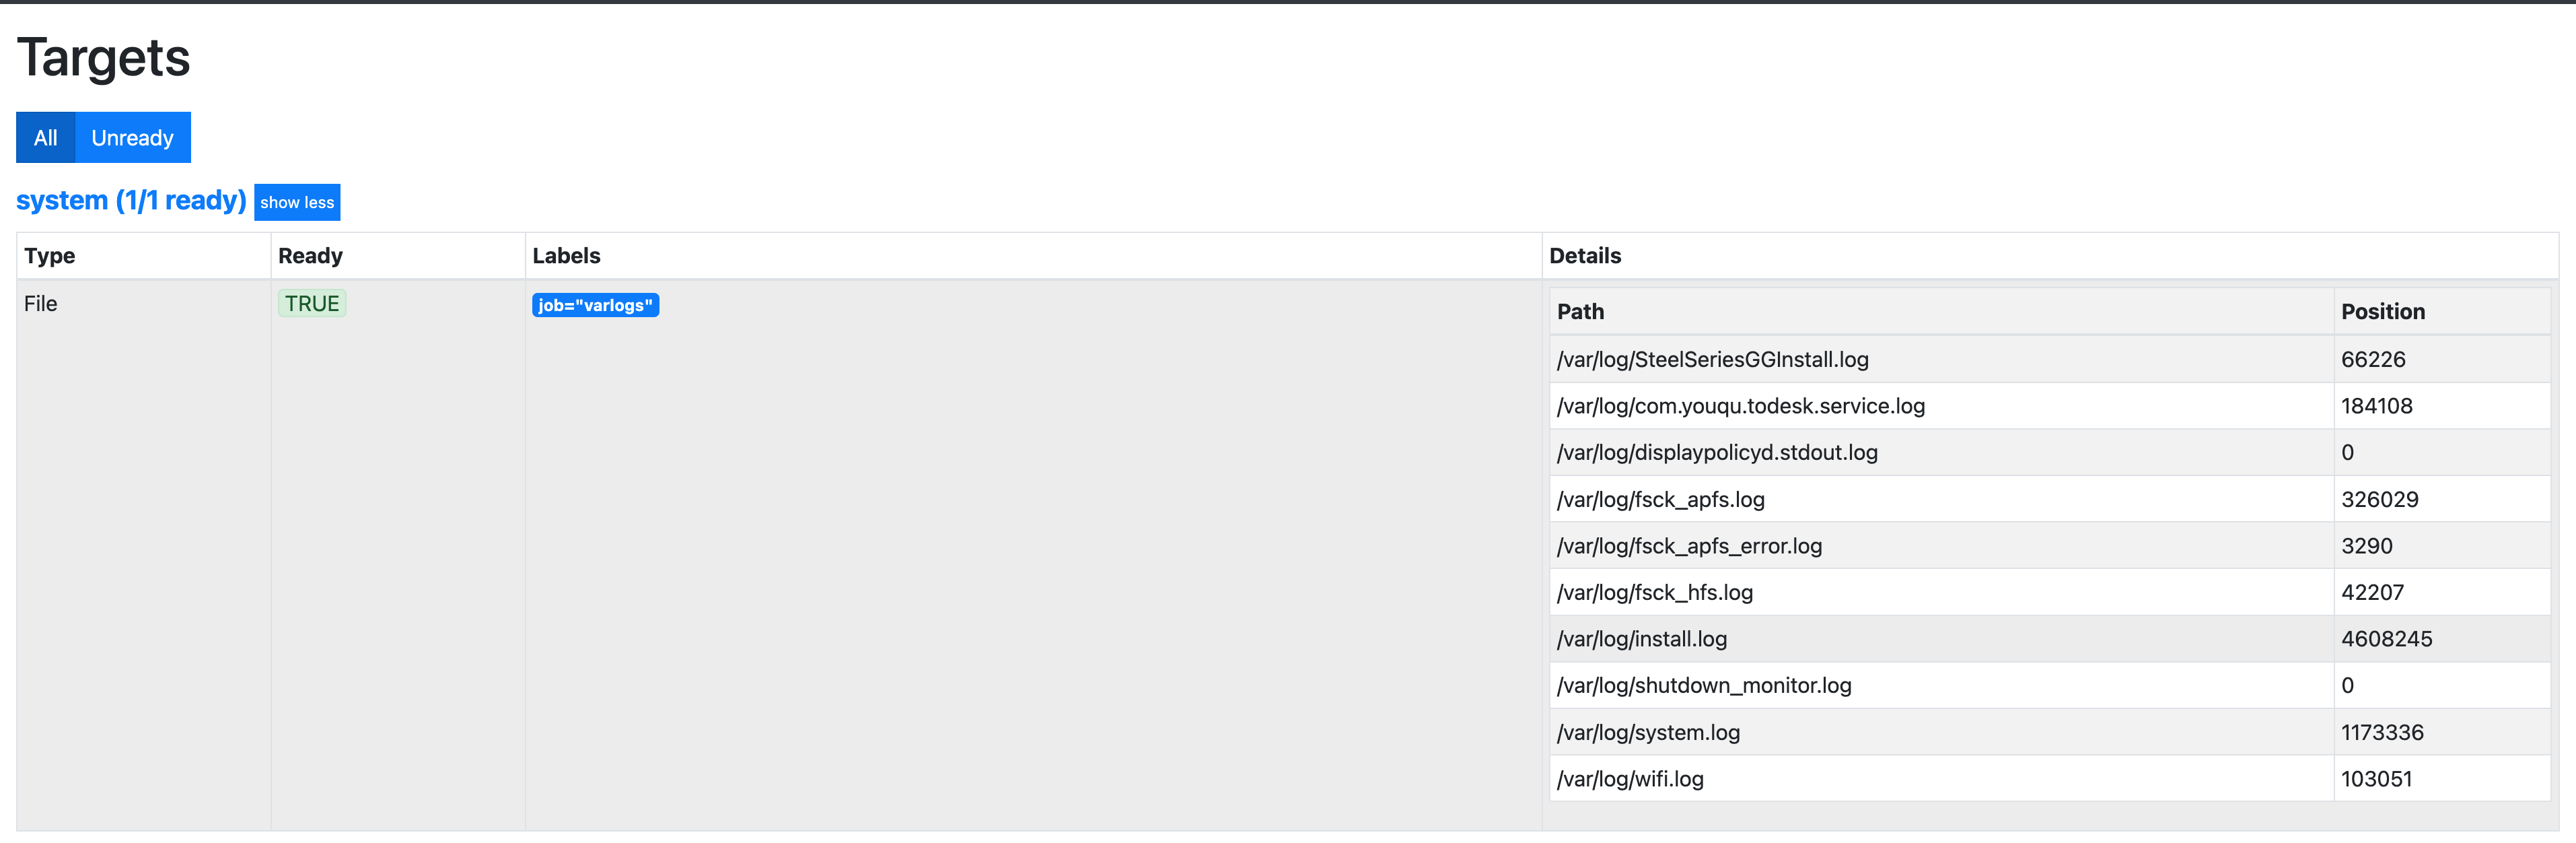 Targets
All Unready
system (1/1 ready) show less
Type Ready Labels Details
File TRUE job="varlogs"
Path Position
/var/log/SteelSeriesGGInstall.log 66226
/var/log/com.youqu.todesk.service.log 184108
/var/log/displaypolicyd.stdout.log 0
/var/log/fsck_apfs.log 326029
/var/log/fsck_apfs_error.log 3290
/var/log/fsck_hfs.log 42207
/var/log/install.log 4608245
/var/log/shutdown_monitor.log 0
/var/log/system.log 1173336
/var/log/wifi.log 103051